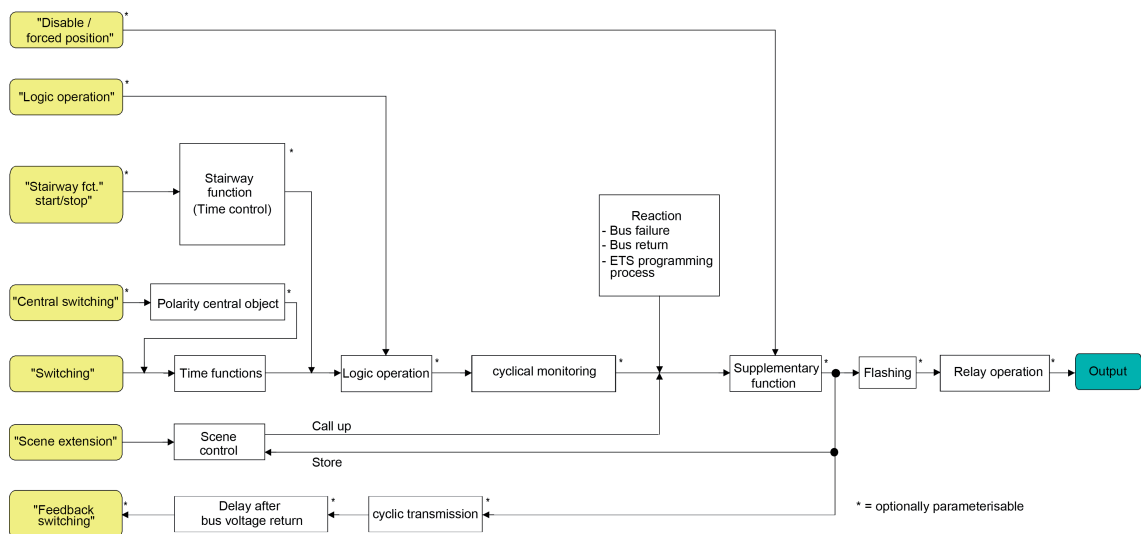 "Disable /
forced position"
*
"Logic operation"
*
"Stairway fct."
start/stop"
*
Stairway
function
(Time control)
*
Reaction
- Bus failure
- Bus return
- ETS programming
process
"Central switching"
*
Polarity central object
*
"Switching"
Time functions
Logic operation
*
cyclical monitoring
*
Supplementary
function
*
Flashing
*
Relay operation
*
Output
"Scene extension"
Scene
control
Call up
Store
"Feedback
switching"
*
Delay after
bus voltage return
*
cyclic transmission
*
* = optionally parameterisable